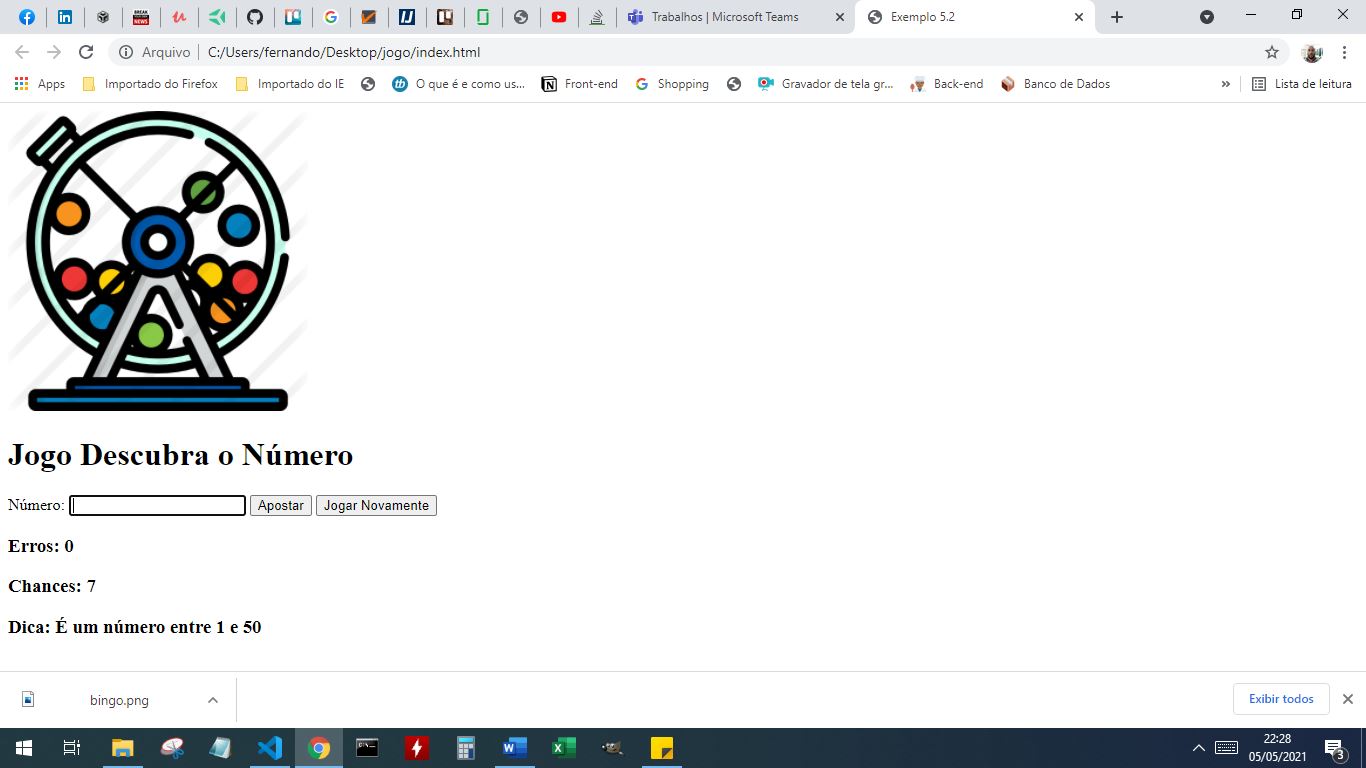 BREAK YOUR NEWS
Trabalhos | Microsoft Teams
Exemplo 5.2
Arquivo | C:/Users/fernando/Desktop/jogo/index.html
Apps Importado do Firefox Importado do IE O que é e como us... Front-end Shopping Gravador de tela gr... Back-end Banco de Dados » Lista de leitura
Jogo Descubra o Número
Número: Apostar Jogar Novamente
Erros: 0
Chances: 7
Dica: É um número entre 1 e 50
bingo.png Exibir todos
22:28
05/05/2021
3